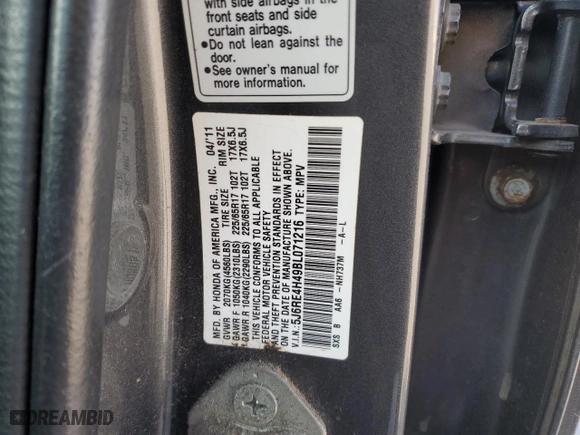 with side airbags in the
front seats and side
curtain airbags.
•Do not lean against the
door.
•See owner's manual for
more information.
MFD. BY HONDA OF AMERICA MFG., INC. 04/'11
GVWR 2070KG(4560LBS) TIRE SIZE RIM SIZE
GAWR F 1050KG(2310LBS) 225/65R17 102T 17X6.5J
GAWR R 1040KG(2290LBS) 225/65R17 102T 17X6.5J
THIS VEHICLE CONFORMS TO ALL APPLICABLE
FEDERAL MOTOR VEHICLE SAFETY
AND THEFT PREVENTION STANDARDS IN EFFECT
ON THE DATE OF MANUFACTURE SHOWN ABOVE.
V.I.N.:5J6RE4H49BL071216 TYPE: MPV
SXS B AA6 -NH737M -A-L
DREAMBID